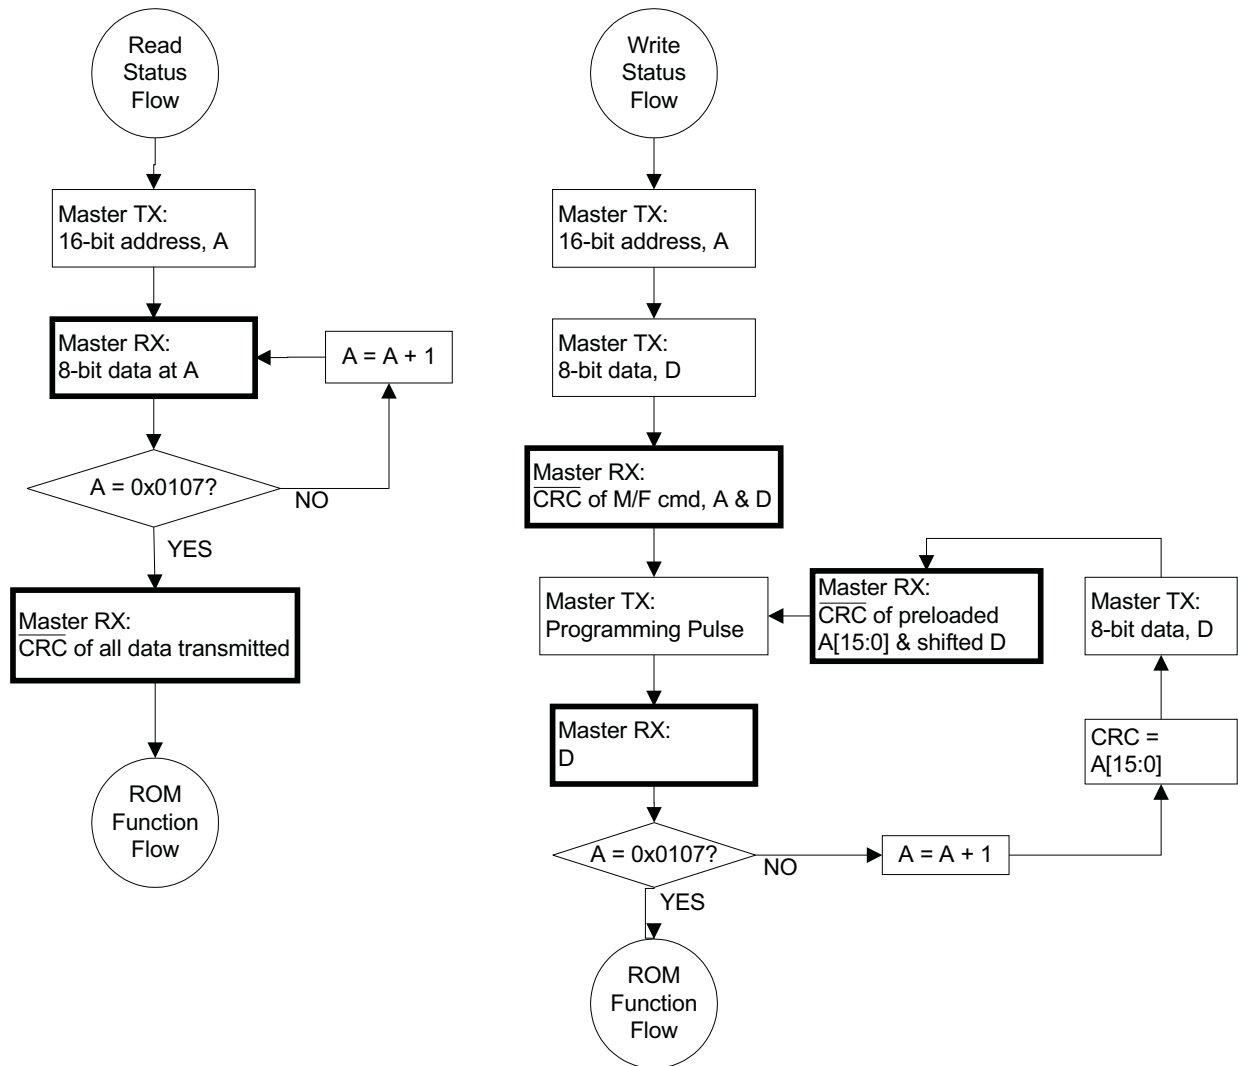 Read
Status
Flow
Master TX:
16-bit address, A
Master RX:
8-bit data at A
A = A + 1
A = 0x0107?
NO
YES
Master RX:
C̅R̅C̅ of all data transmitted
ROM
Function
Flow
Write
Status
Flow
Master TX:
16-bit address, A
Master TX:
8-bit data, D
Master RX:
C̅R̅C̅ of M/F cmd, A & D
Master TX:
Programming Pulse
Master RX:
D
A = 0x0107?
NO
YES
A = A + 1
CRC =
A[15:0]
Master TX:
8-bit data, D
Master RX:
C̅R̅C̅ of preloaded
A[15:0] & shifted D
ROM
Function
Flow